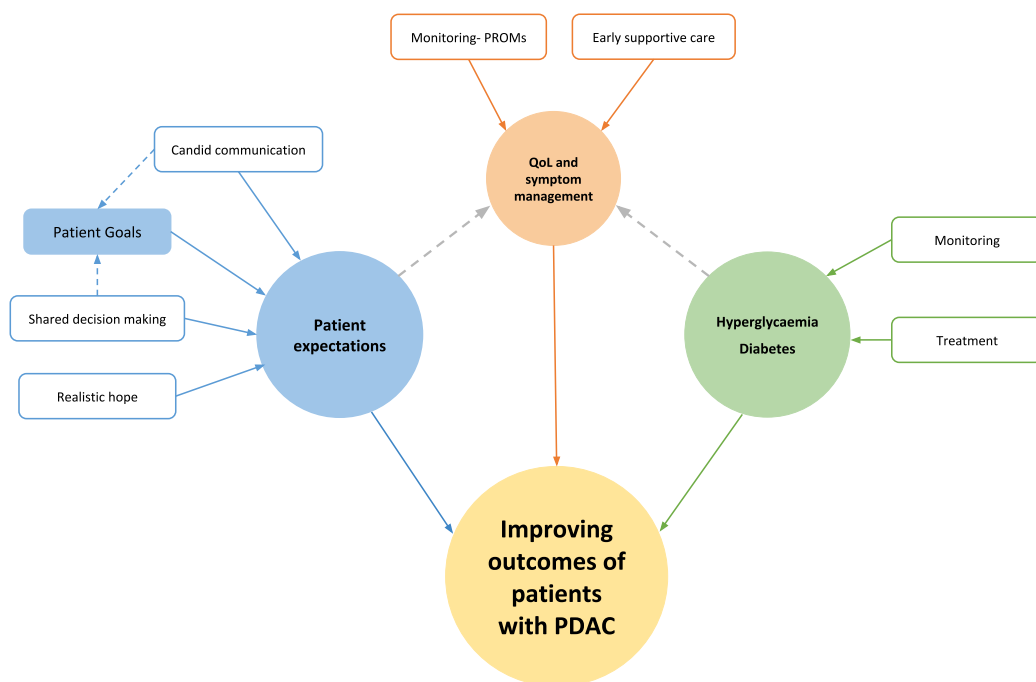 Monitoring- PROMs
Early supportive care
Candid communication
QoL and
symptom
management
Patient Goals
Monitoring
Shared decision making
Patient
expectations
Hyperglycaemia
Diabetes
Treatment
Realistic hope
Improving
outcomes of
patients
with PDAC